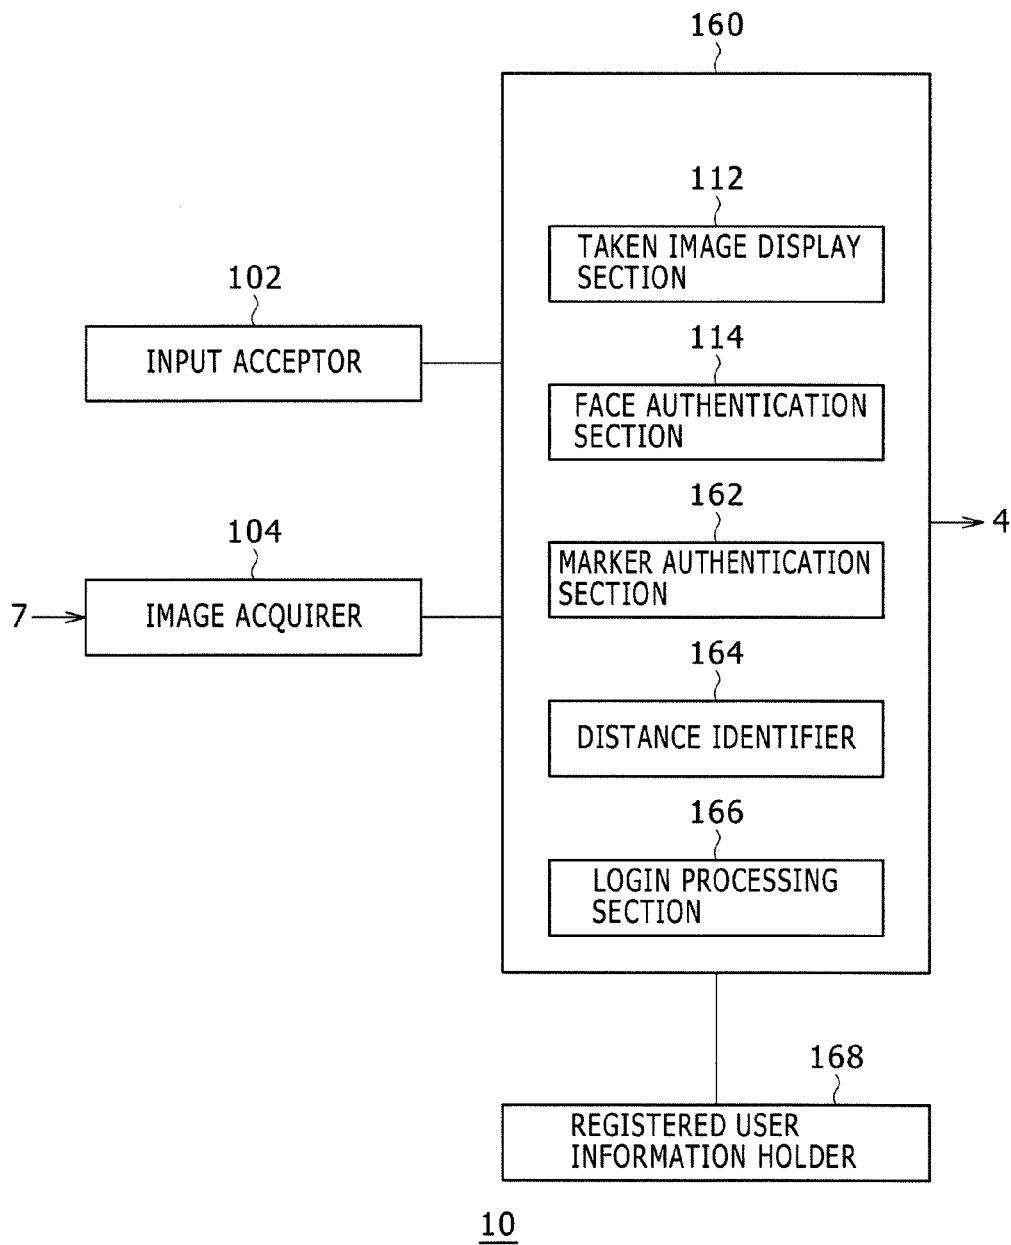 160
112
TAKEN IMAGE DISPLAY
SECTION
102
INPUT ACCEPTOR
114
FACE AUTHENTICATION
SECTION
162
MARKER AUTHENTICATION
SECTION
4
104
7
IMAGE ACQUIRER
164
DISTANCE IDENTIFIER
166
LOGIN PROCESSING
SECTION
168
REGISTERED USER
INFORMATION HOLDER
10